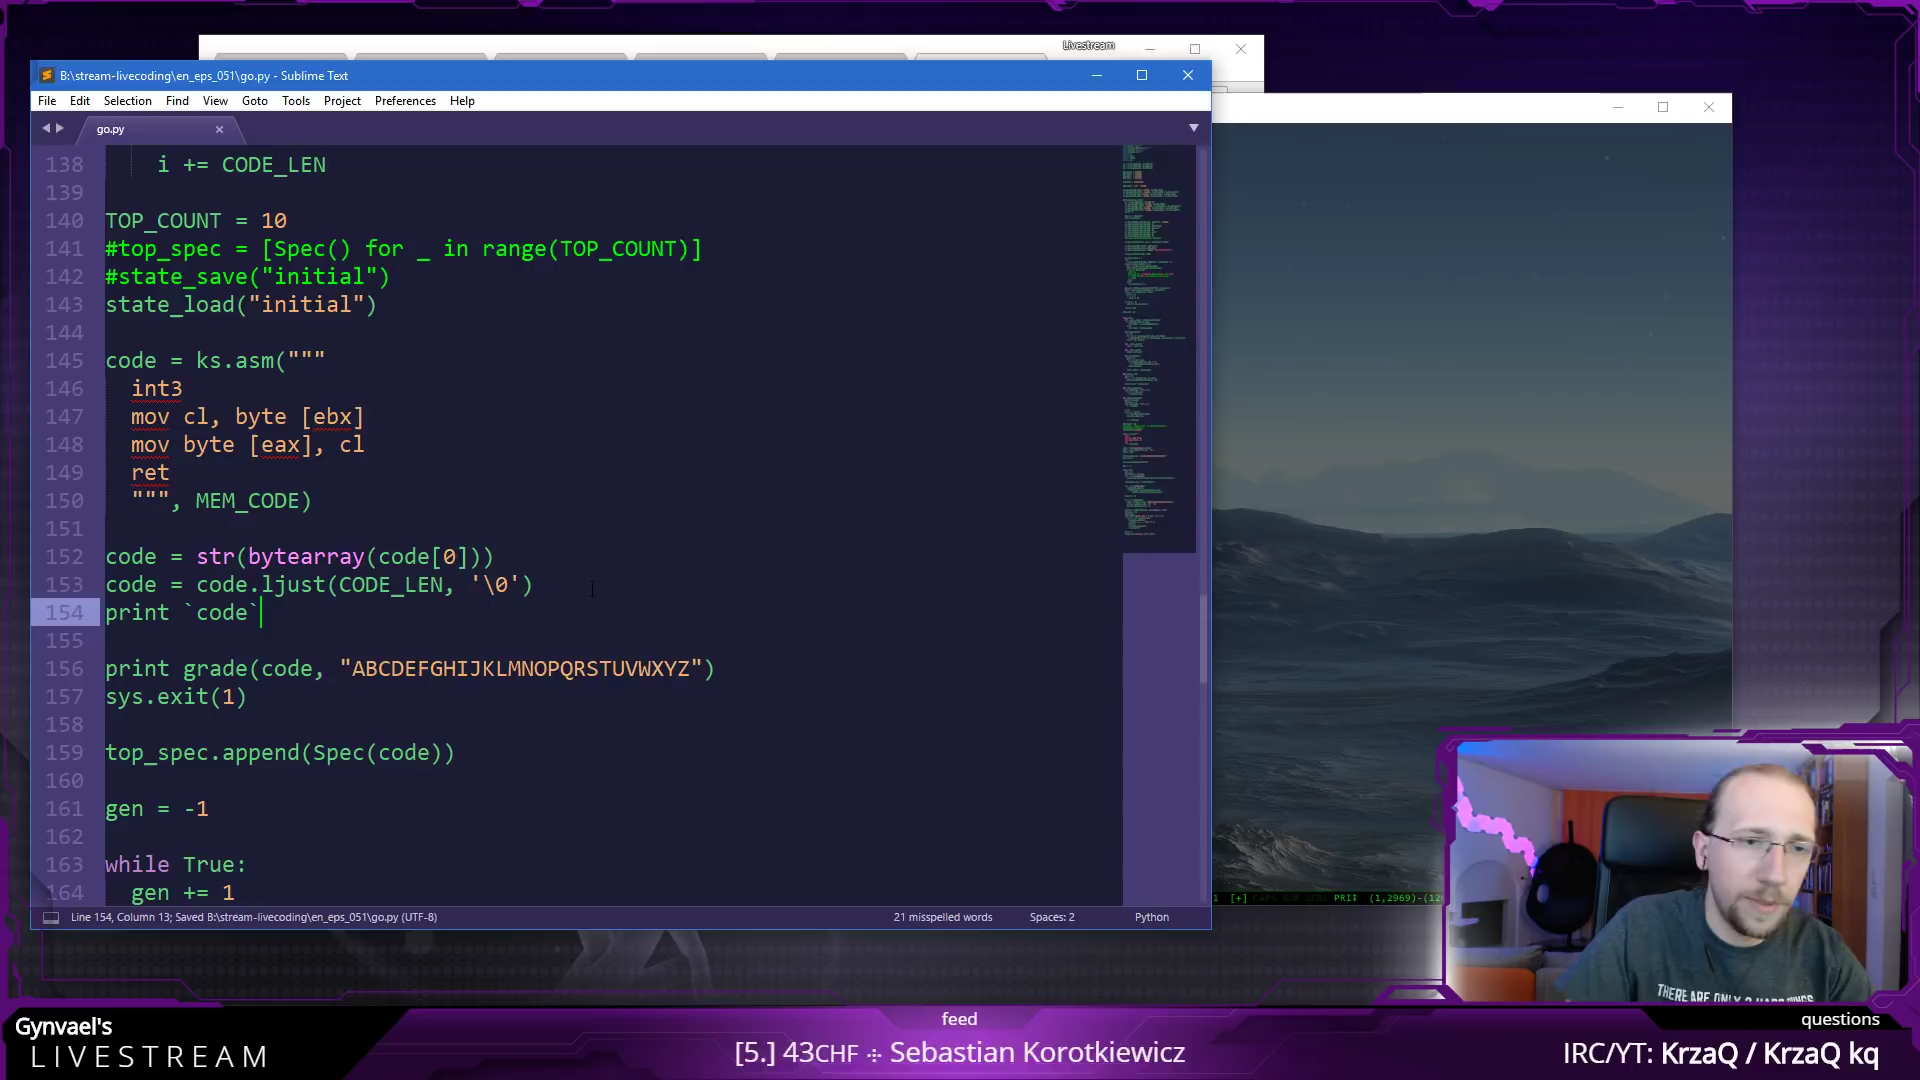 Livestream
B:\stream-livecoding\en_eps_051\go.py - Sublime Text
File Edit Selection Find View Goto Tools Project Preferences Help
go.py
138 i += CODE_LEN
139
140 TOP_COUNT = 10
141 #top_spec = [Spec() for _ in range(TOP_COUNT)]
142 #state_save("initial")
143 state_load("initial")
144
145 code = ks.asm("""
146 int3
147 mov cl, byte [ebx]
148 mov byte [eax], cl
149 ret
150 """, MEM_CODE)
151
152 code = str(bytearray(code[0]))
153 code = code.ljust(CODE_LEN, '\0')
154 print `code`
155
156 print grade(code, "ABCDEFGHIJKLMNOPQRSTUVWXYZ")
157 sys.exit(1)
158
159 top_spec.append(Spec(code))
160
161 gen = -1
162
163 while True:
164 gen += 1
Line 154, Column 13; Saved B:\stream-livecoding\en_eps_051\go.py (UTF-8) 21 misspelled words Spaces: 2 Python
THERE ARE ONLY 2 HARD THINGS
Gynvael's
LIVESTREAM
feed
[5.] 43CHF ÷ Sebastian Korotkiewicz
questions
IRC/YT: KrzaQ / KrzaQ kq